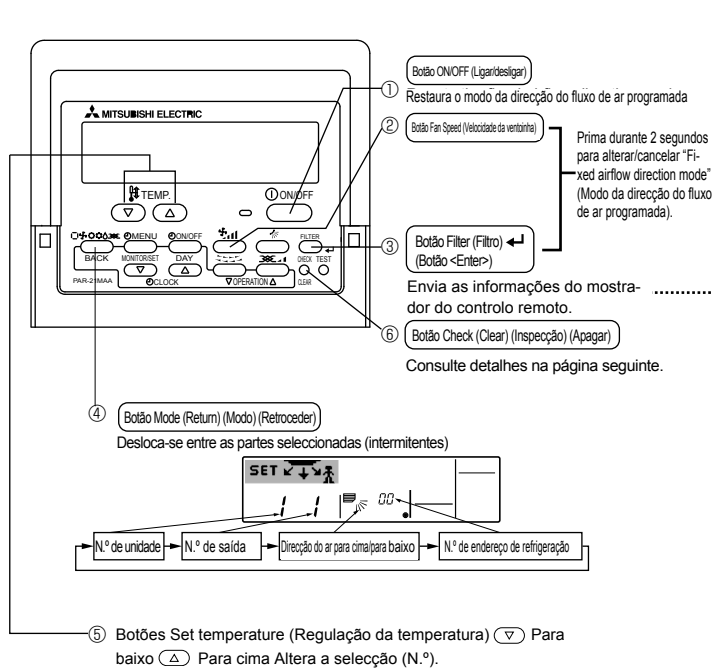 Botão ON/OFF (Ligar/desligar)
① Restaura o modo da direcção do fluxo de ar programada
MITSUBISHI ELECTRIC
② Botão Fan Speed (Velocidade da ventoinha)
Prima durante 2 segundos
para alterar/cancelar “Fi-
xed airflow direction mode”
(Modo da direcção do fluxo
de ar programada).
TEMP. ON/OFF
MENU ON/OFF FILTER
BACK MONITOR/SET DAY CHECK TEST
PAR-21MAA CLOCK ▽OPERATION△ CLEAR
③ Botão Filter (Filtro) ↵
(Botão <Enter>)
Envia as informações do mostra-
dor do controlo remoto.
⑥ Botão Check (Clear) (Inspecção) (Apagar)
Consulte detalhes na página seguinte.
④ Botão Mode (Return) (Modo) (Retroceder)
Desloca-se entre as partes seleccionadas (intermitentes)
SET
1 1 00
N.º de unidade N.º de saída Direcção do ar para cima/para baixo N.º de endereço de refrigeração
⑤ Botões Set temperature (Regulação da temperatura) ▽ Para
baixo △ Para cima Altera a selecção (N.º).